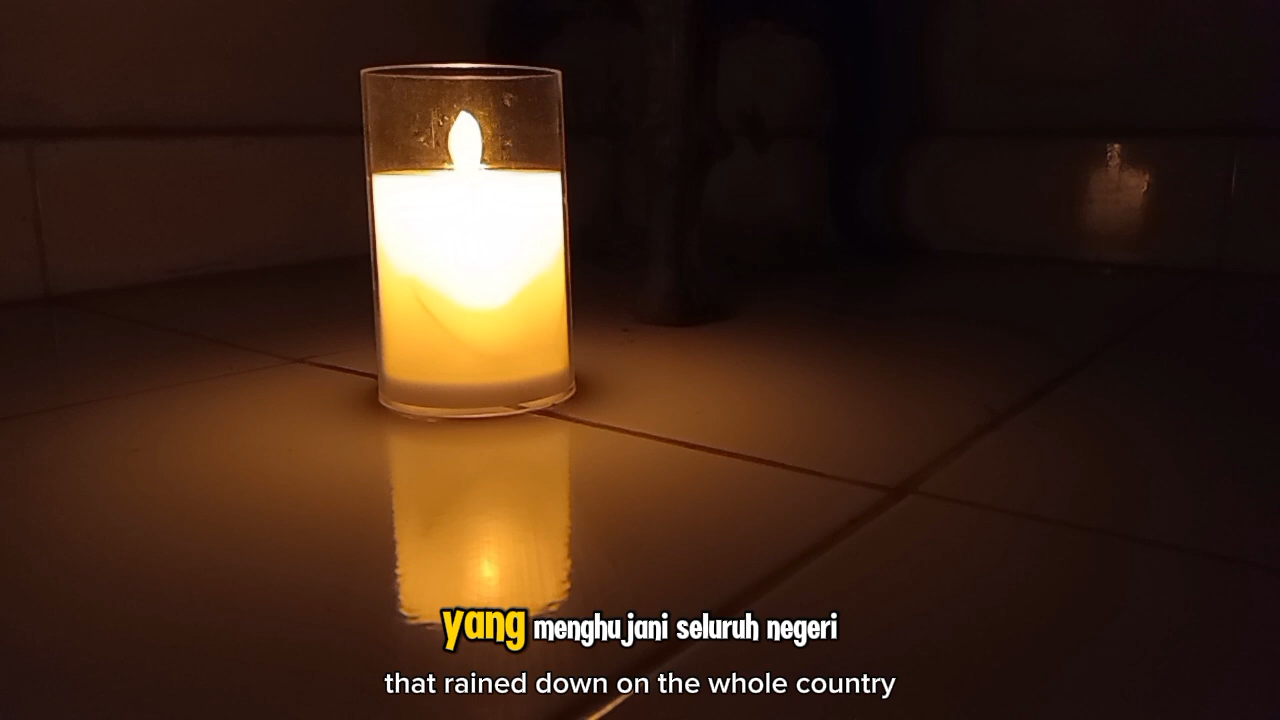 yang menghujani seluruh negeri
that rained down on the whole country